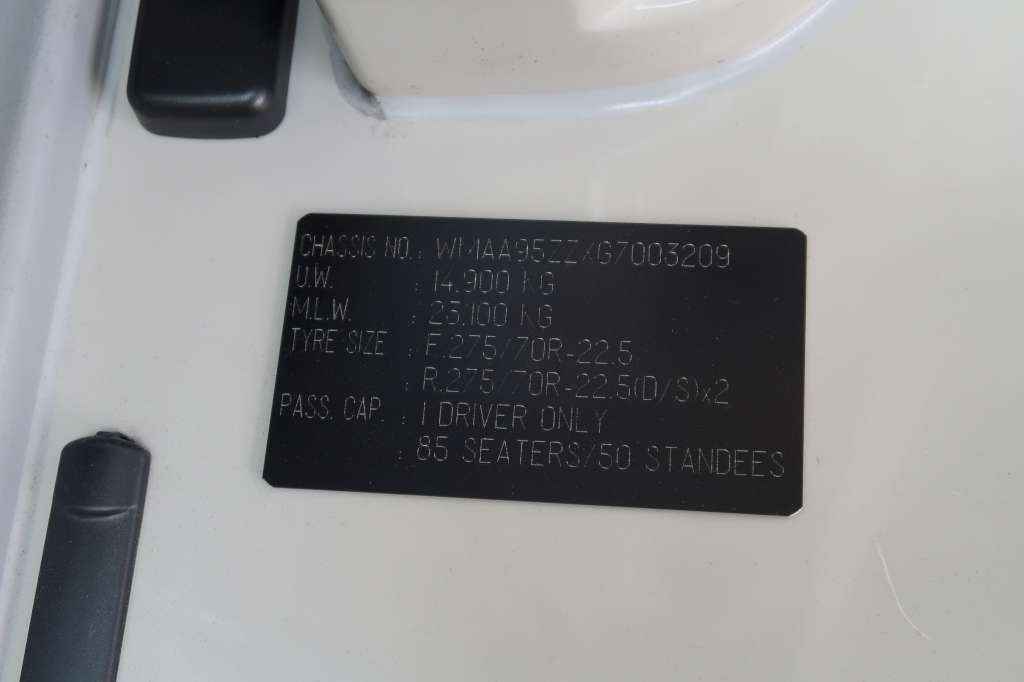 CHASSIS NO. : WMAA95ZZXG7003209
U.W. : 14.900 KG
M.L.W. : 23.100 KG
TYRE SIZE : F.275/70R-22.5
: R.275/70R-22.5(D/S)x2
PASS. CAP. : 1 DRIVER ONLY
: 85 SEATERS/50 STANDEES